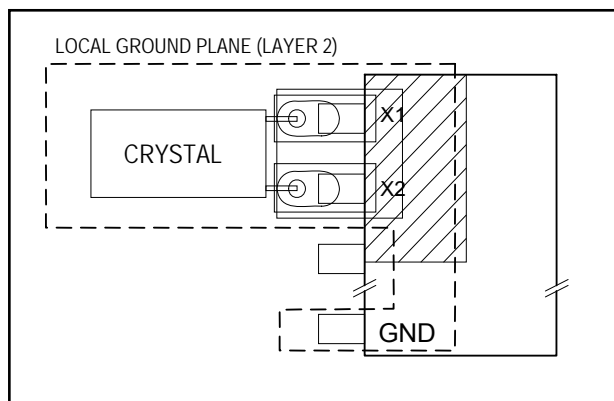 LOCAL GROUND PLANE (LAYER 2)
X1
CRYSTAL
X2
GND